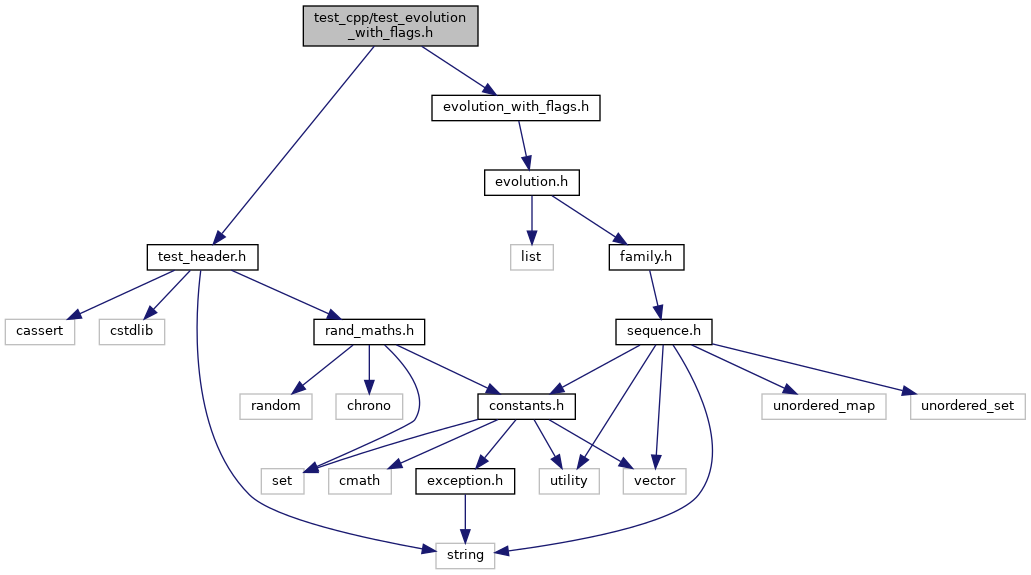 test_cpp/test_evolution
_with_flags.h
evolution_with_flags.h
evolution.h
test_header.h
list
family.h
cassert
cstdlib
rand_maths.h
sequence.h
random
chrono
constants.h
unordered_map
unordered_set
set
cmath
exception.h
utility
vector
string